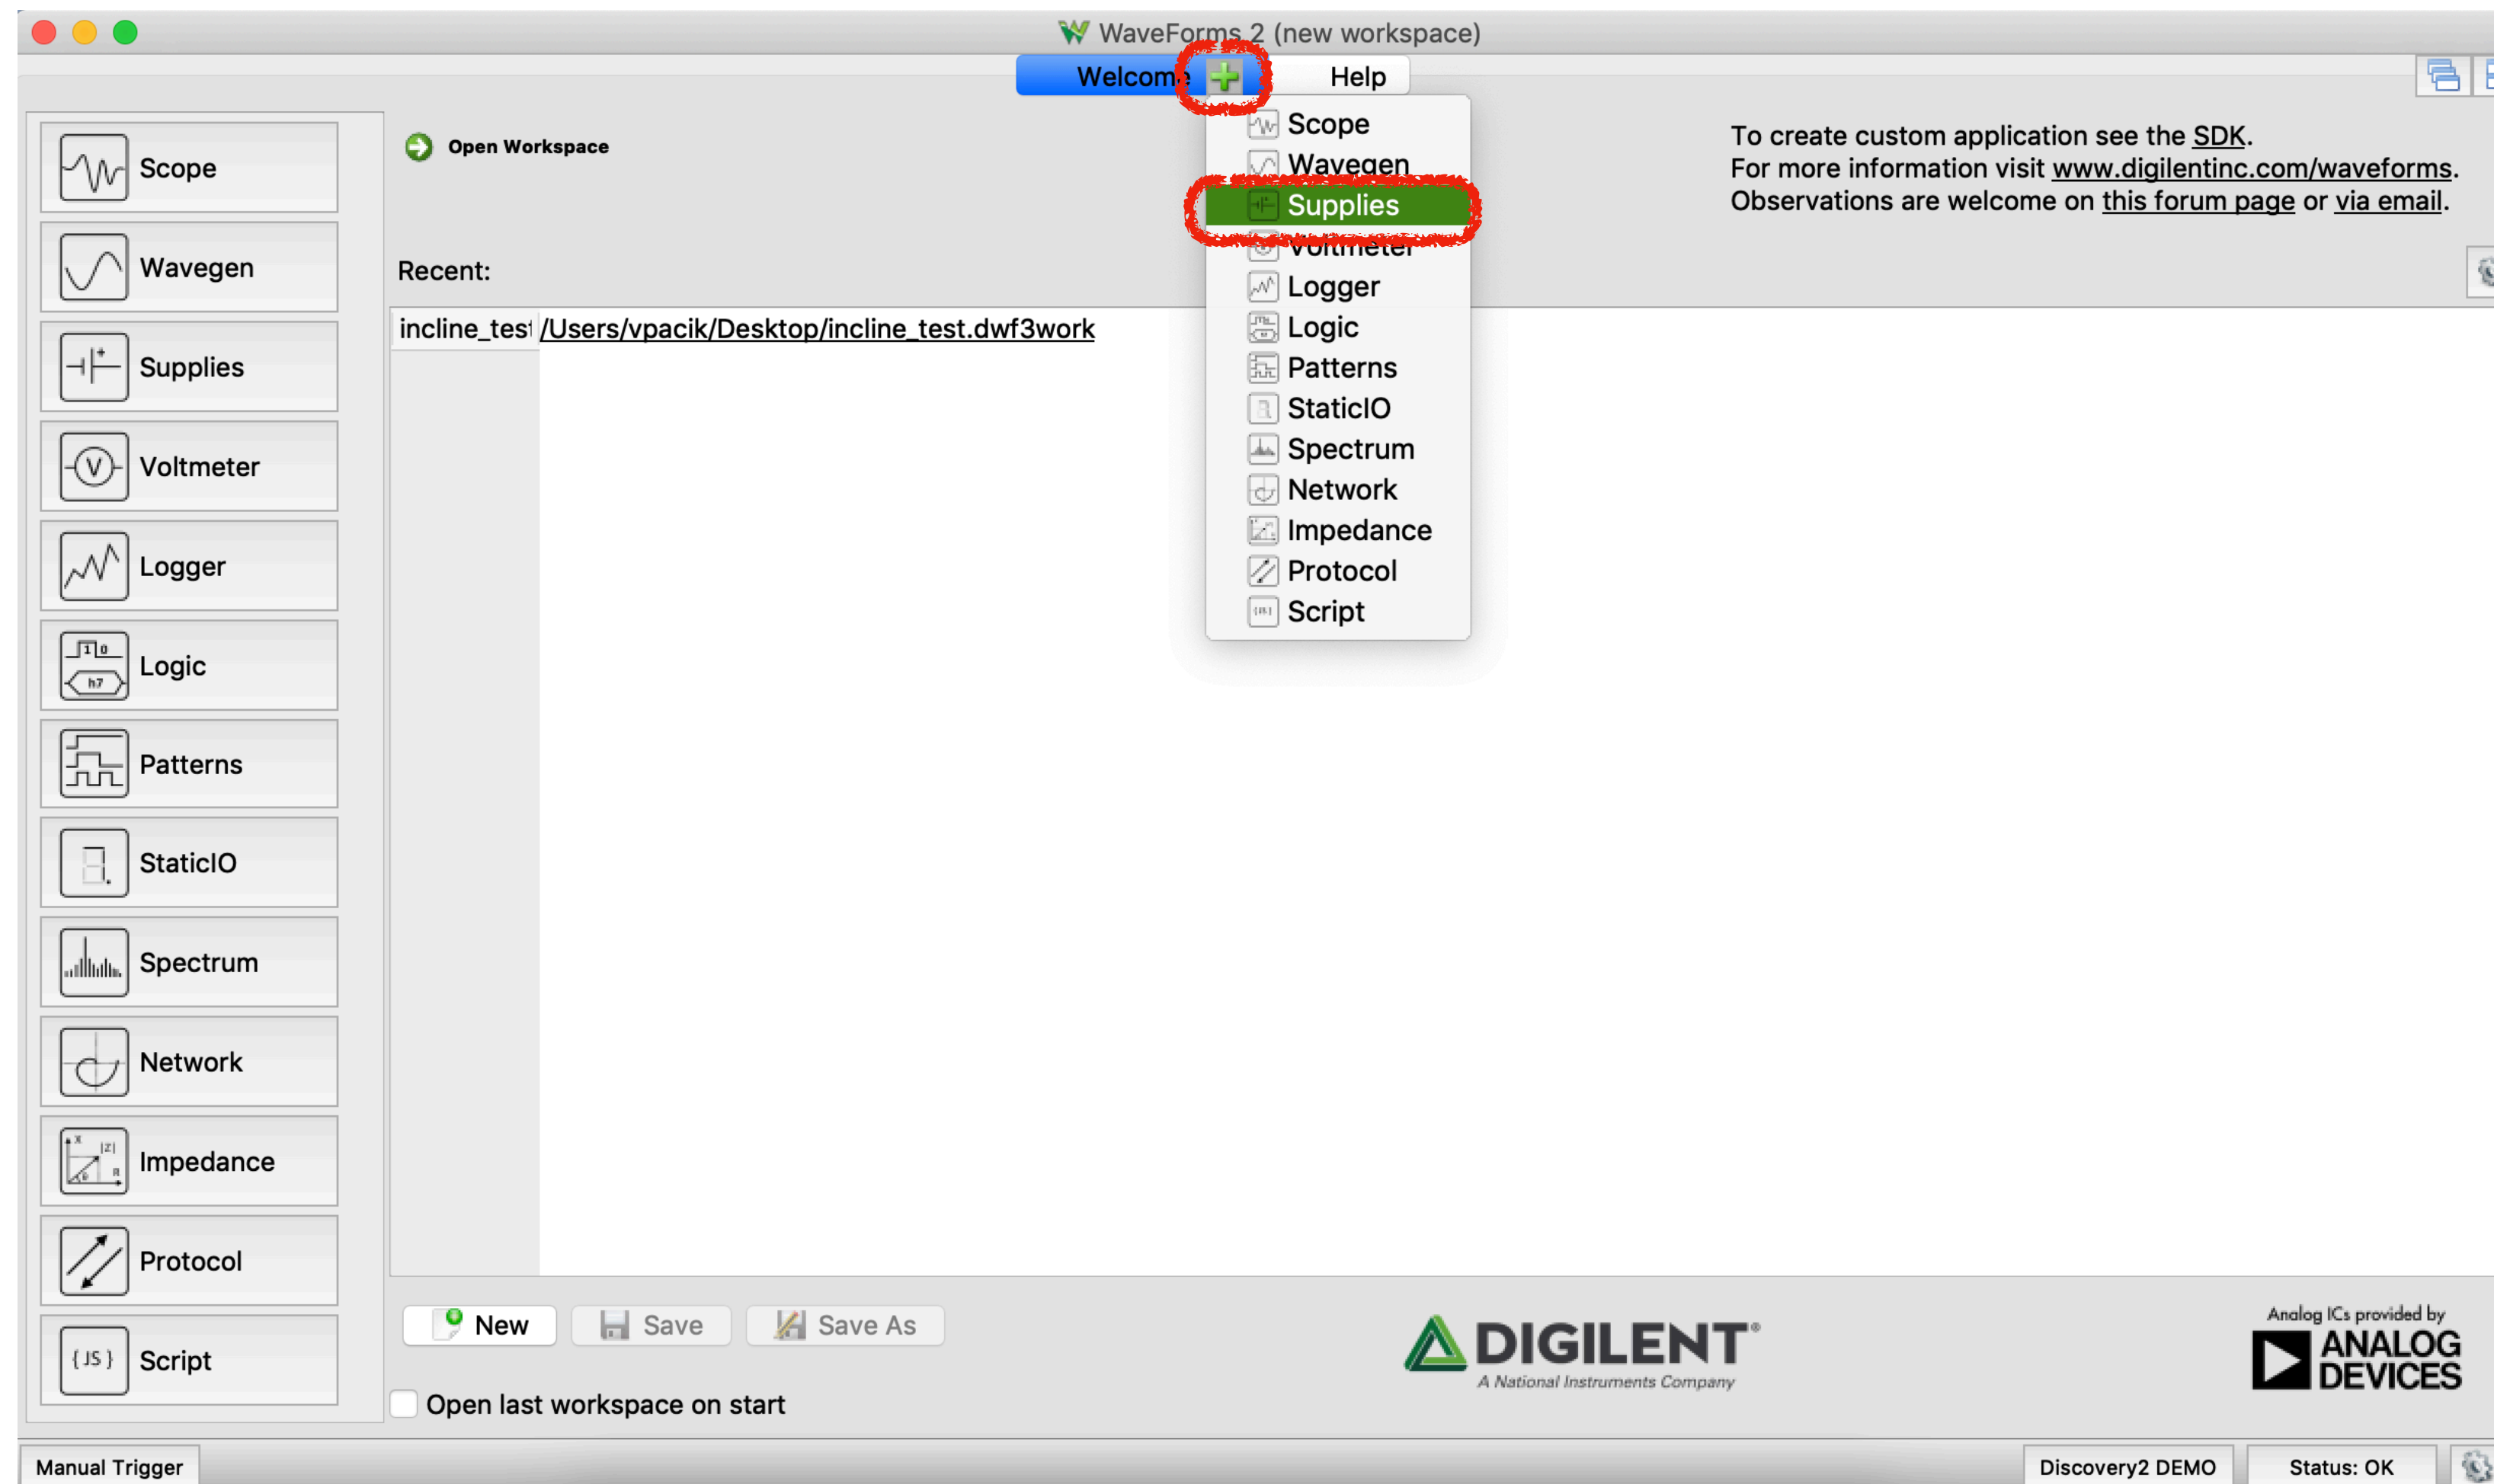 WaveForms 2 (new workspace)
Welcome
Help
Scope
Wavegen
Supplies
Voltmeter
Logger
Logic
Patterns
StaticIO
Spectrum
Network
Impedance
Protocol
Script
Open Workspace
To create custom application see the SDK.
For more information visit www.digilentinc.com/waveforms.
Observations are welcome on this forum page or via email.
Scope
Wavegen
Supplies
Voltmeter
Logger
Logic
Patterns
StaticIO
Spectrum
Network
Impedance
Protocol
{JS} Script
Recent:
incline_test /Users/vpacik/Desktop/incline_test.dwf3work
New
Save
Save As
Open last workspace on start
DIGILENT®
A National Instruments Company
Analog ICs provided by
ANALOG
DEVICES
Manual Trigger
Discovery2 DEMO
Status: OK